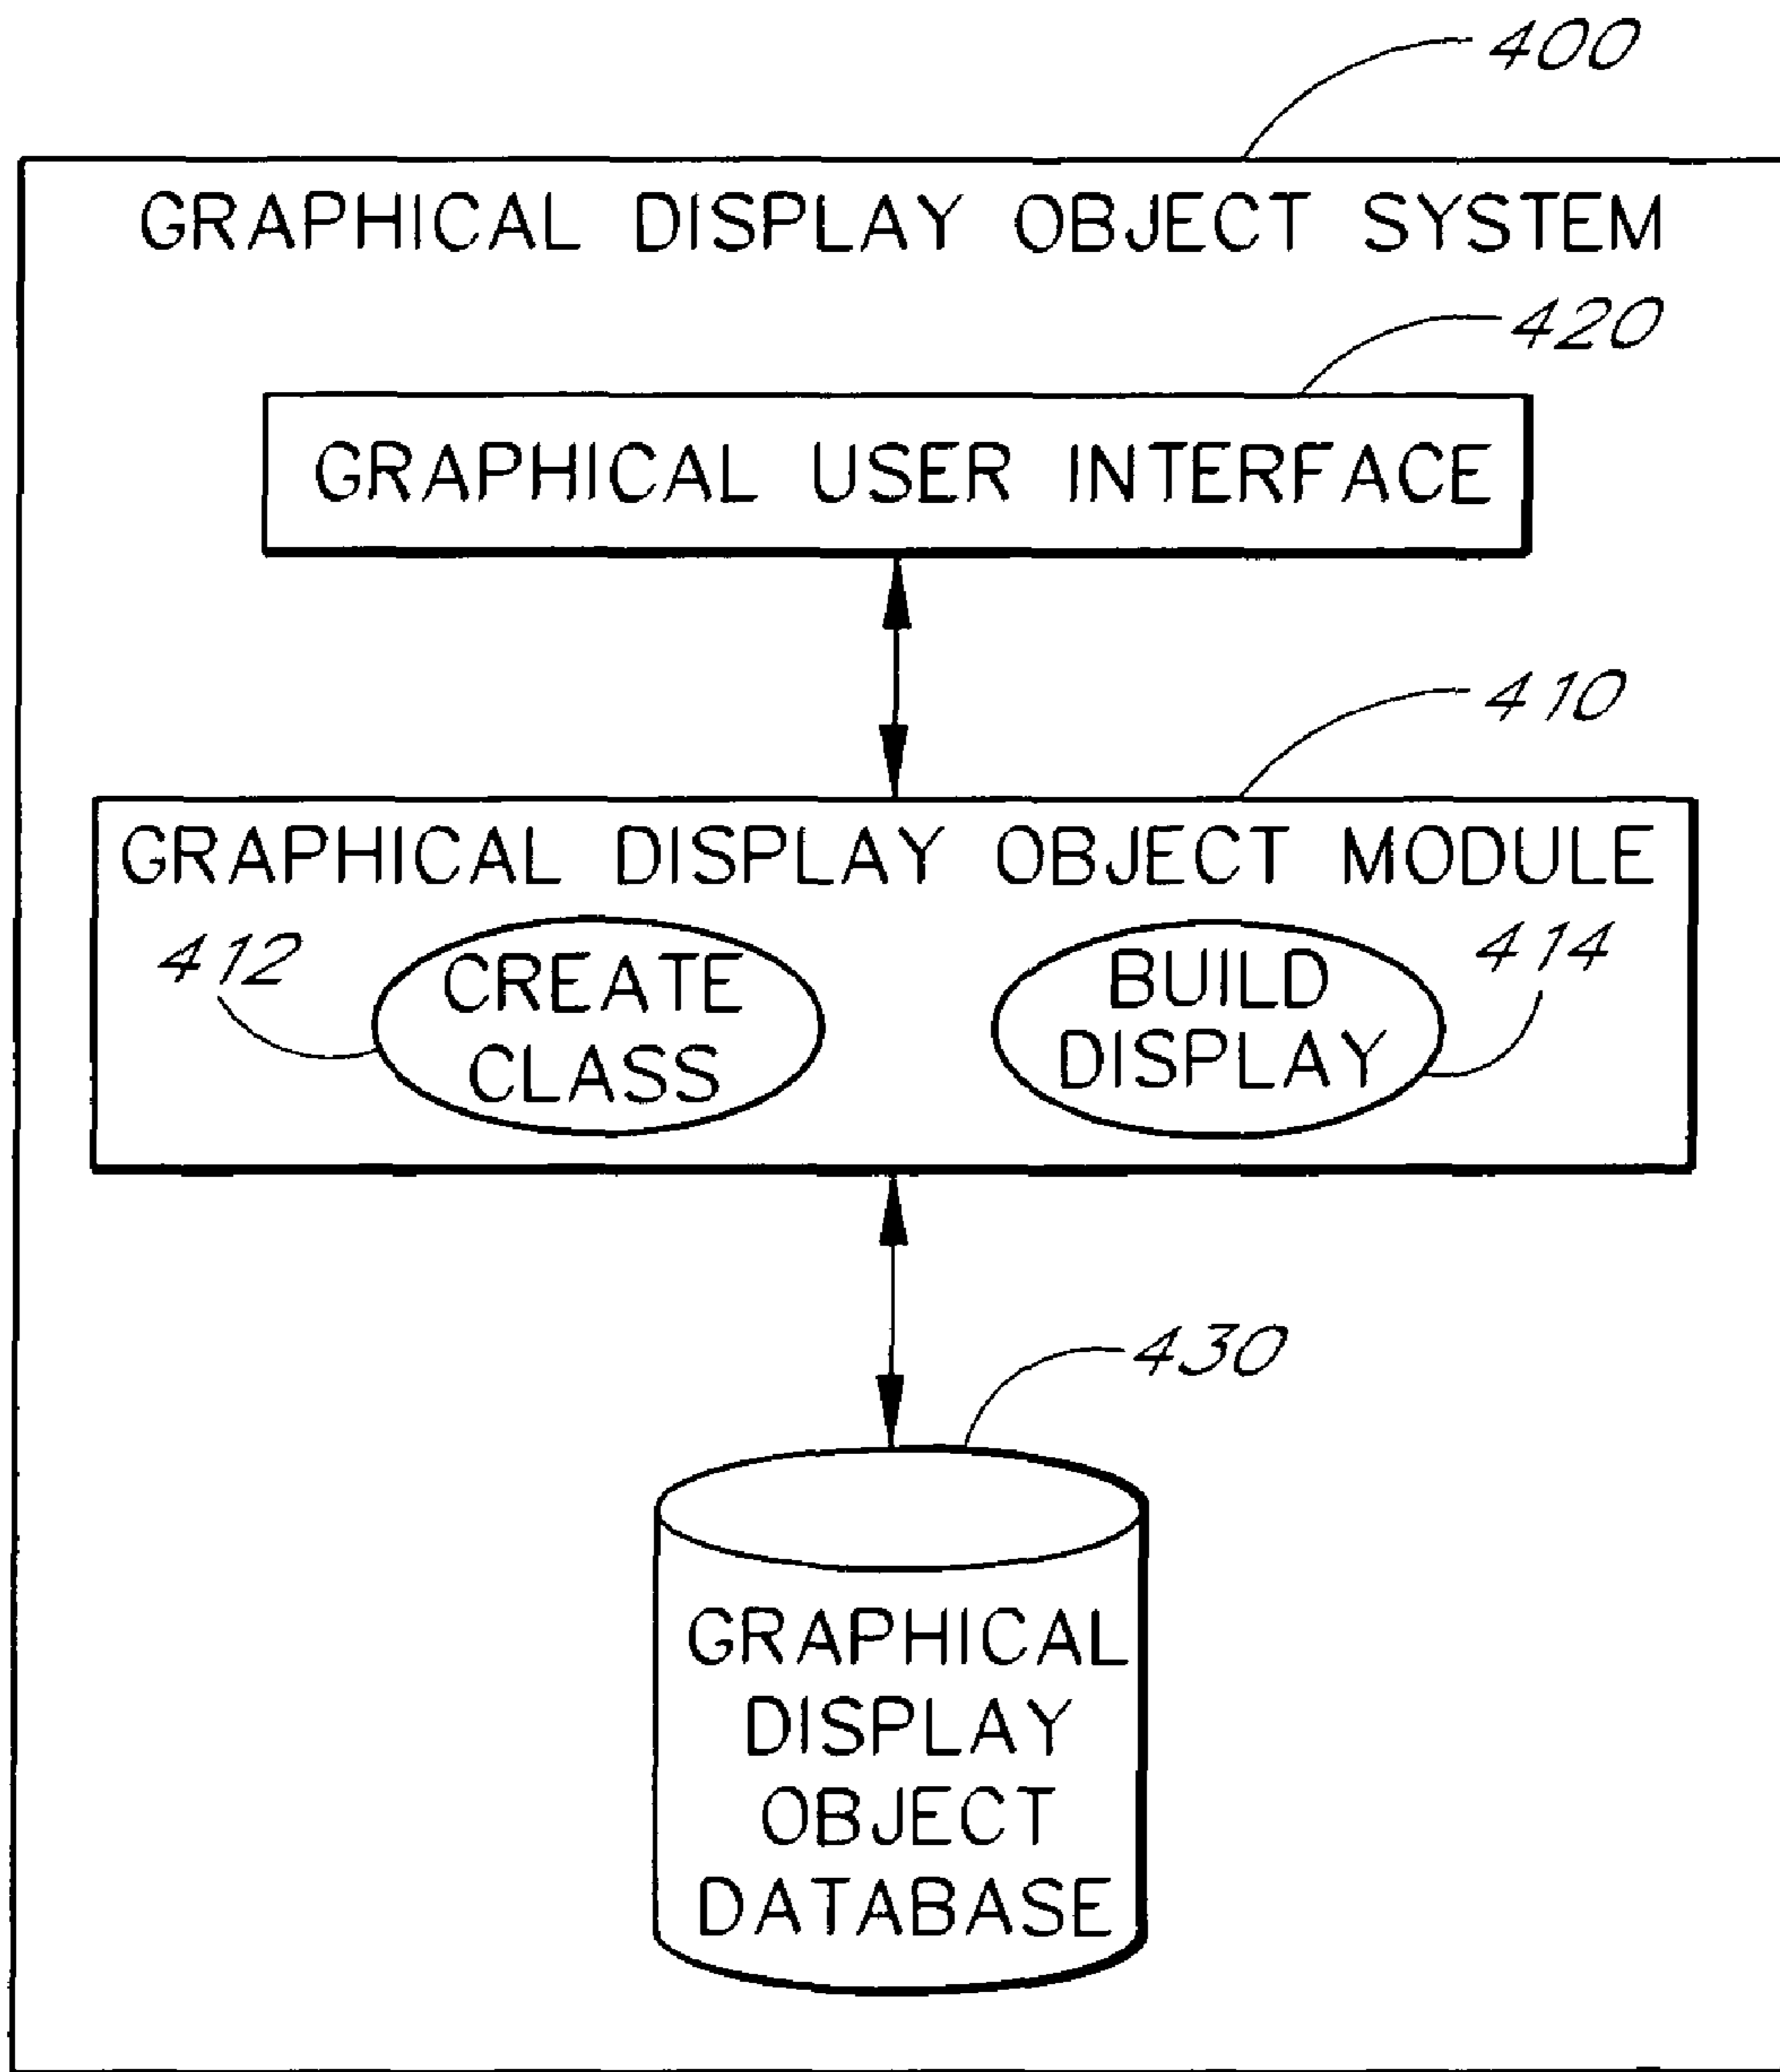 400
GRAPHICAL DISPLAY OBJECT SYSTEM
420
GRAPHICAL USER INTERFACE
410
GRAPHICAL DISPLAY OBJECT MODULE
412
CREATE
CLASS
BUILD
DISPLAY
414
430
GRAPHICAL
DISPLAY
OBJECT
DATABASE